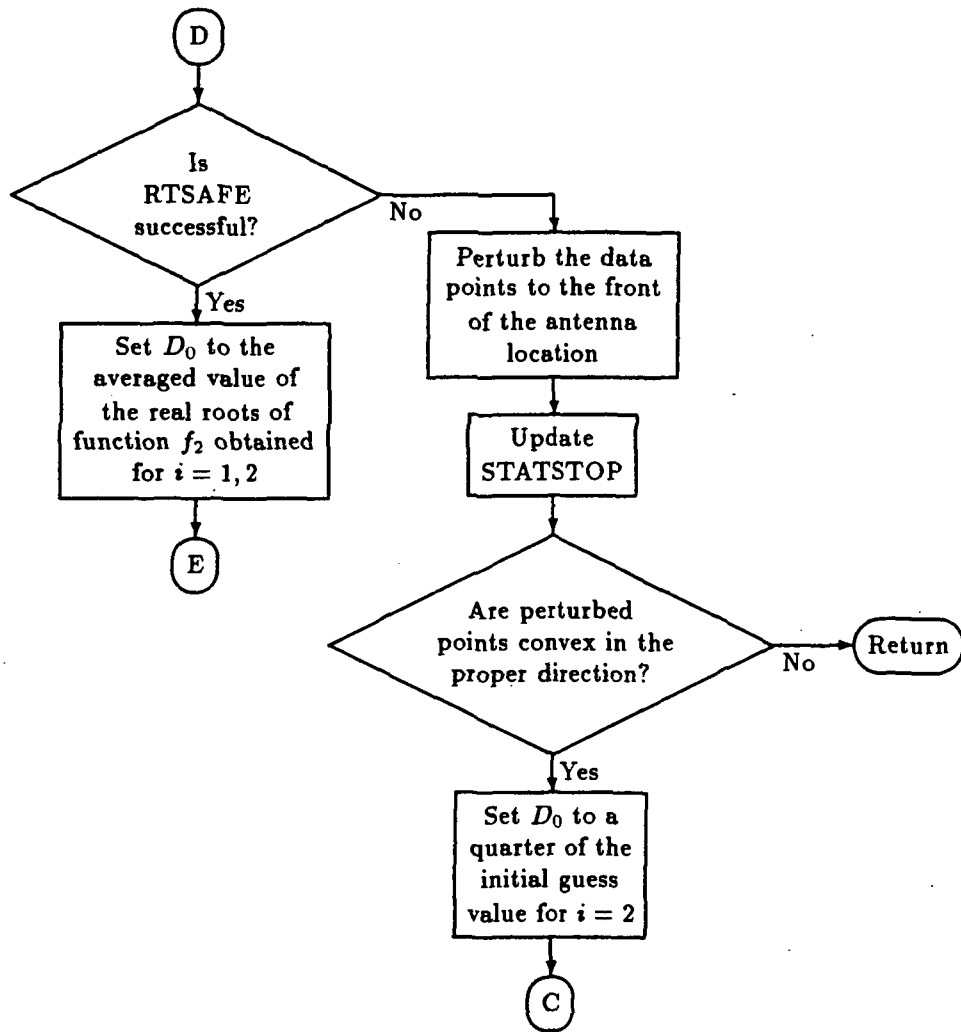 D
Is
RTSAFE
successful?
No
Yes
Perturb the data
points to the front
of the antenna
location
Set D₀ to the
averaged value of
the real roots of
function f₂ obtained
for i = 1, 2
Update
STATSTOP
E
Are perturbed
points convex in the
proper direction?
No
Return
Yes
Set D₀ to a
quarter of the
initial guess
value for i = 2
C